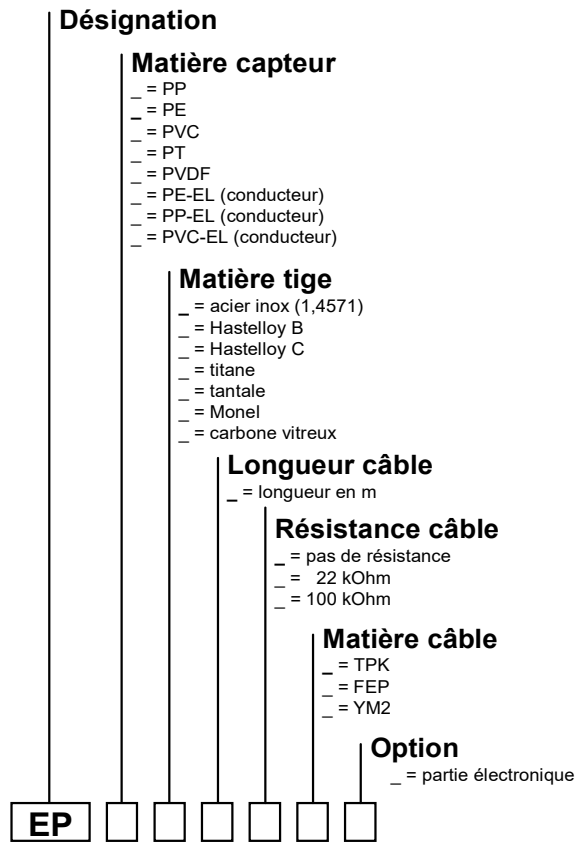 Désignation
Matière capteur
_ = PP
_ = PE
_ = PVC
_ = PT
_ = PVDF
_ = PE-EL (conducteur)
_ = PP-EL (conducteur)
_ = PVC-EL (conducteur)
Matière tige
_ = acier inox (1,4571)
_ = Hastelloy B
_ = Hastelloy C
_ = titane
_ = tantale
_ = Monel
_ = carbone vitreux
Longueur câble
_ = longueur en m
Résistance câble
_ = pas de résistance
_ = 22 kOhm
_ = 100 kOhm
Matière câble
_ = TPK
_ = FEP
_ = YM2
Option
_ = partie électronique
EP